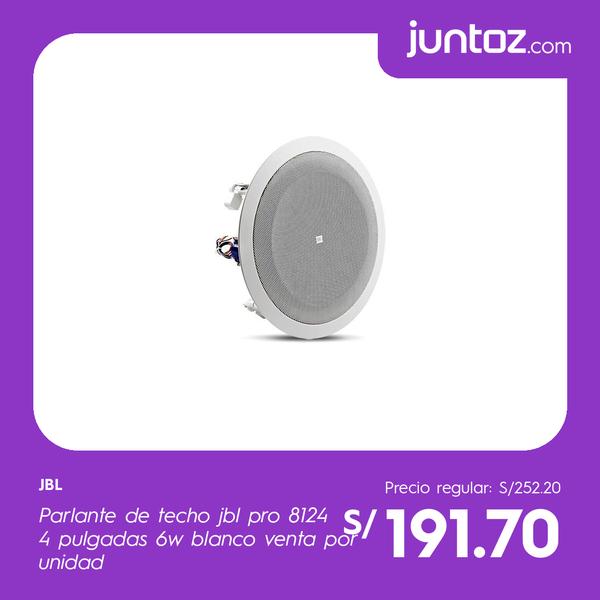 juntoz.com
JBL
Precio regular: S/252.20
Parlante de techo jbl pro 8124
4 pulgadas 6w blanco venta por
unidad
S/191.70